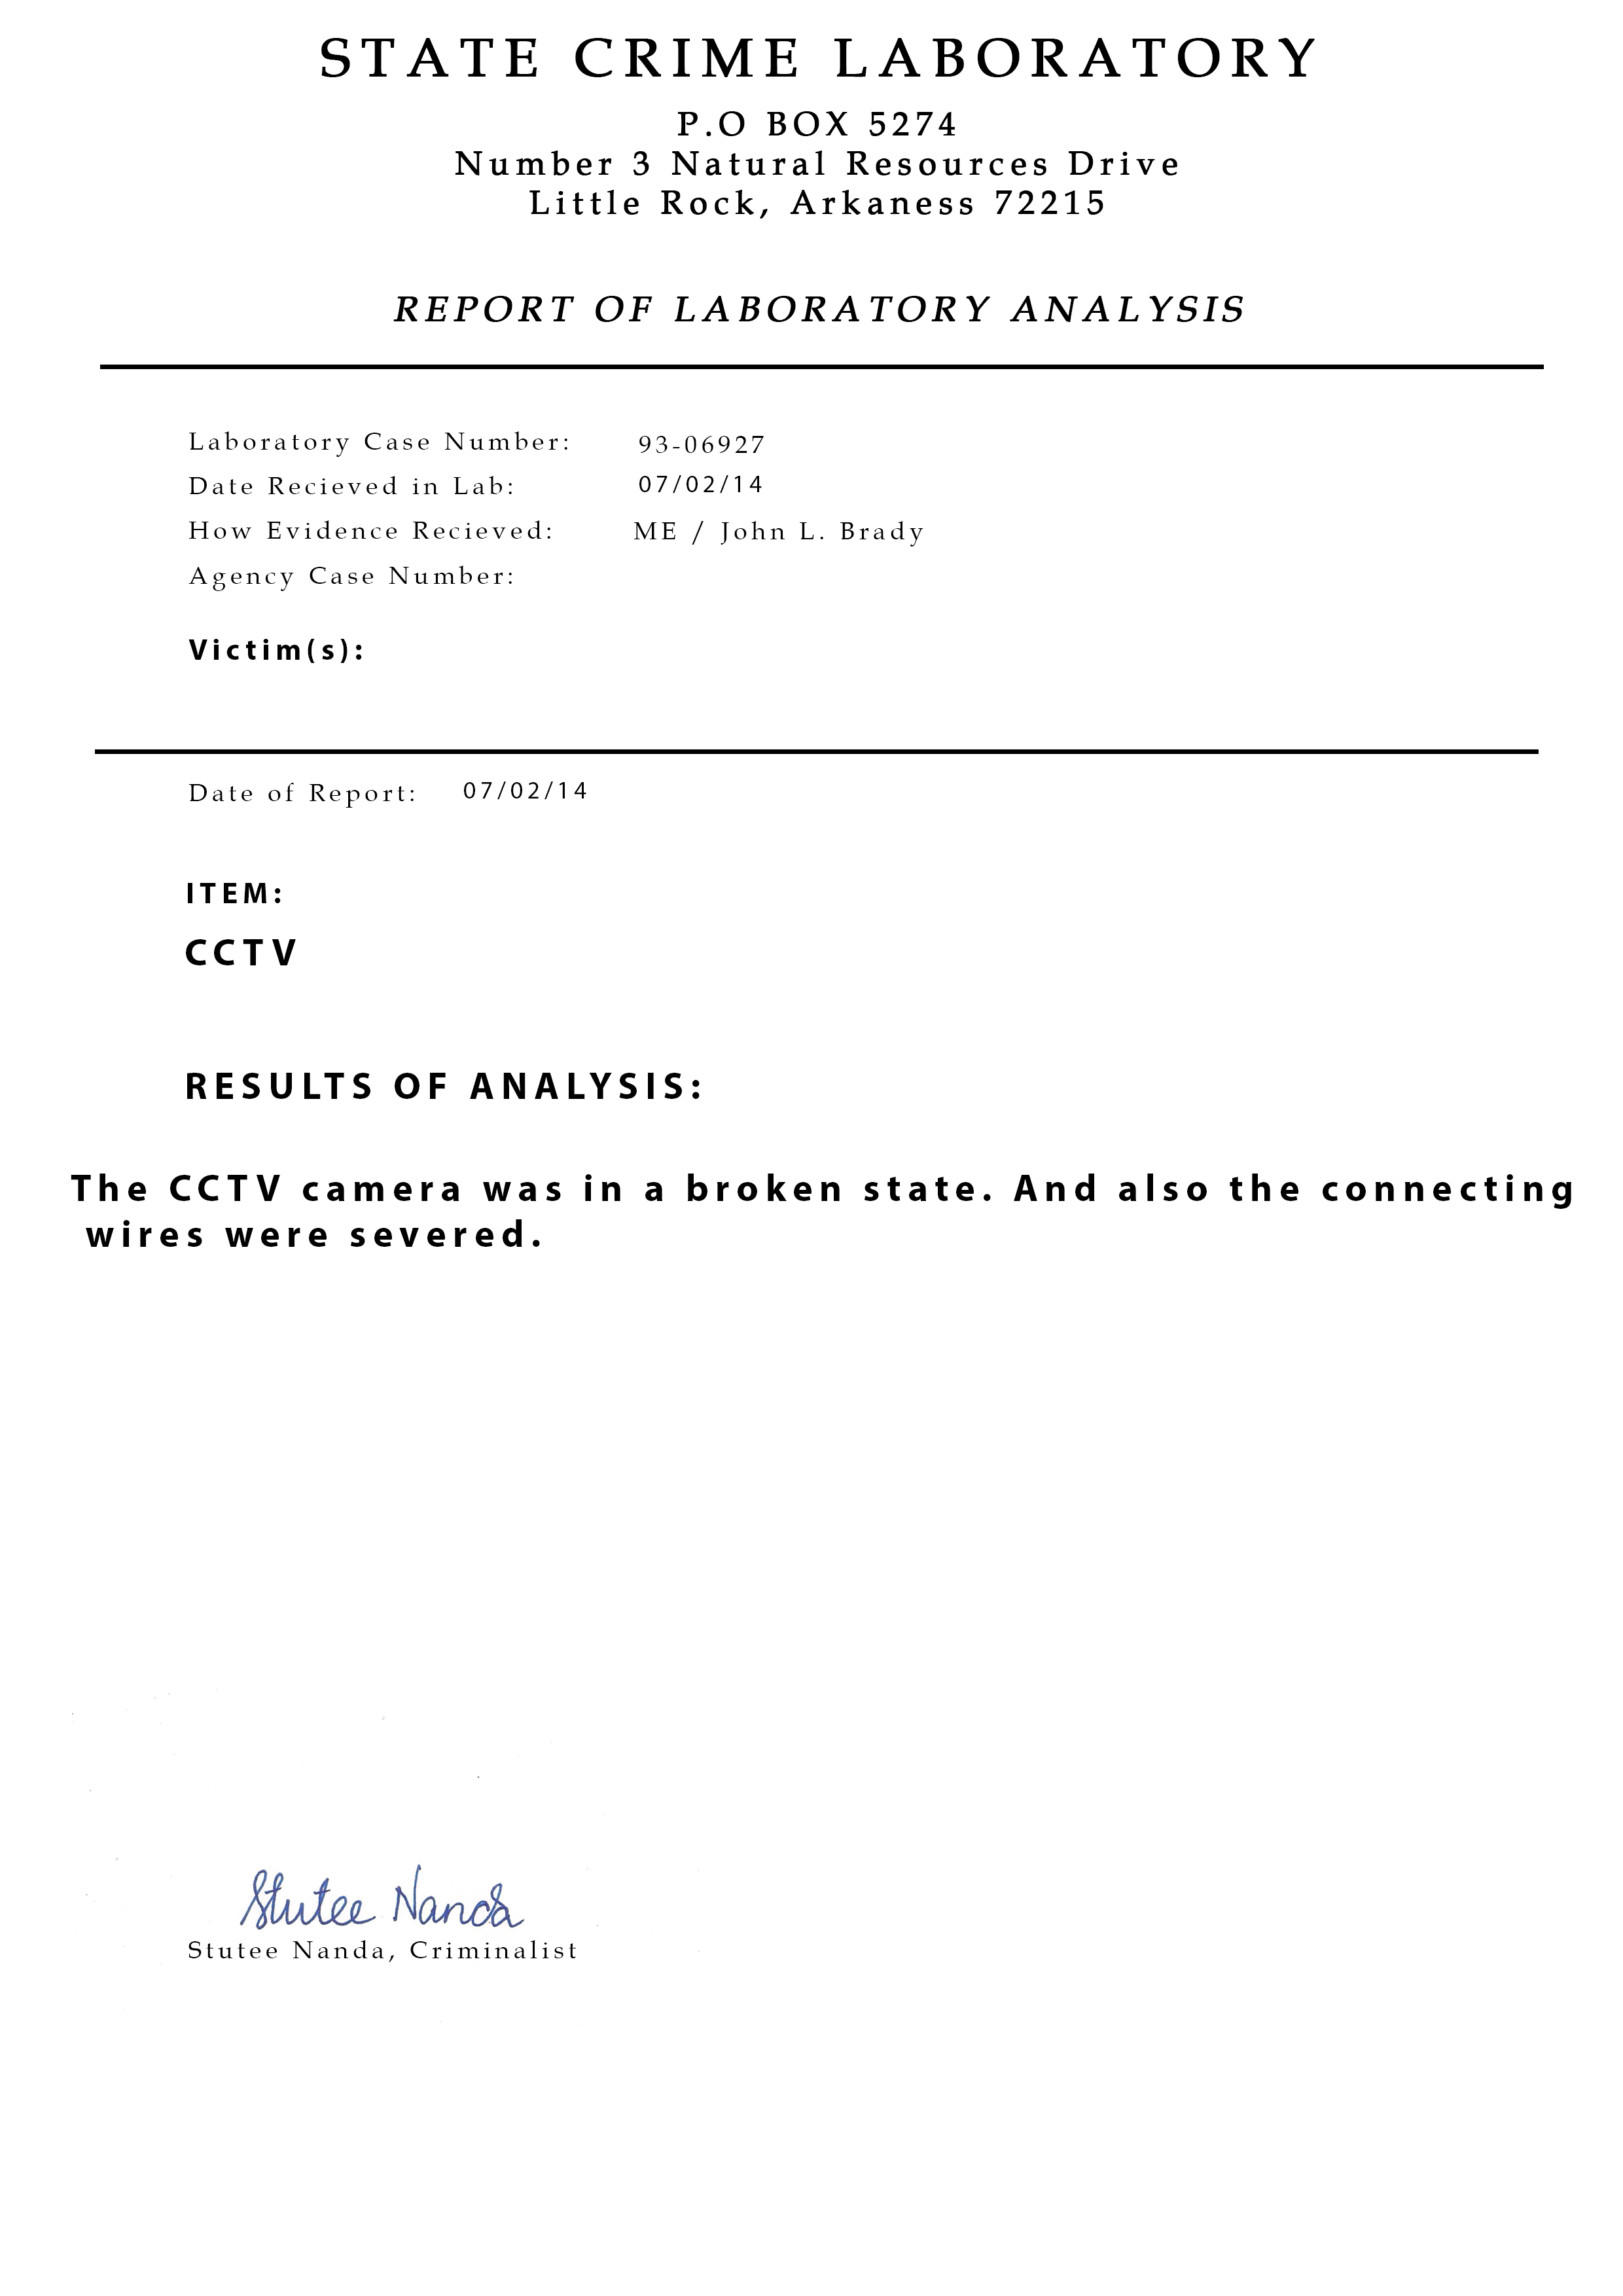 STATE CRIME LABORATORY
P.O BOX 5274
Number 3 Natural Resources Drive
Little Rock, Arkaness 72215
REPORT OF LABORATORY ANALYSIS
Laboratory Case Number: 93-06927
Date Recieved in Lab: 07/02/14
How Evidence Recieved: ME / John L. Brady
Agency Case Number:
Victim(s):
Date of Report: 07/02/14
ITEM:
CCTV
RESULTS OF ANALYSIS:
The CCTV camera was in a broken state. And also the connecting
wires were severed.
Stutee Nanda
Stutee Nanda, Criminalist